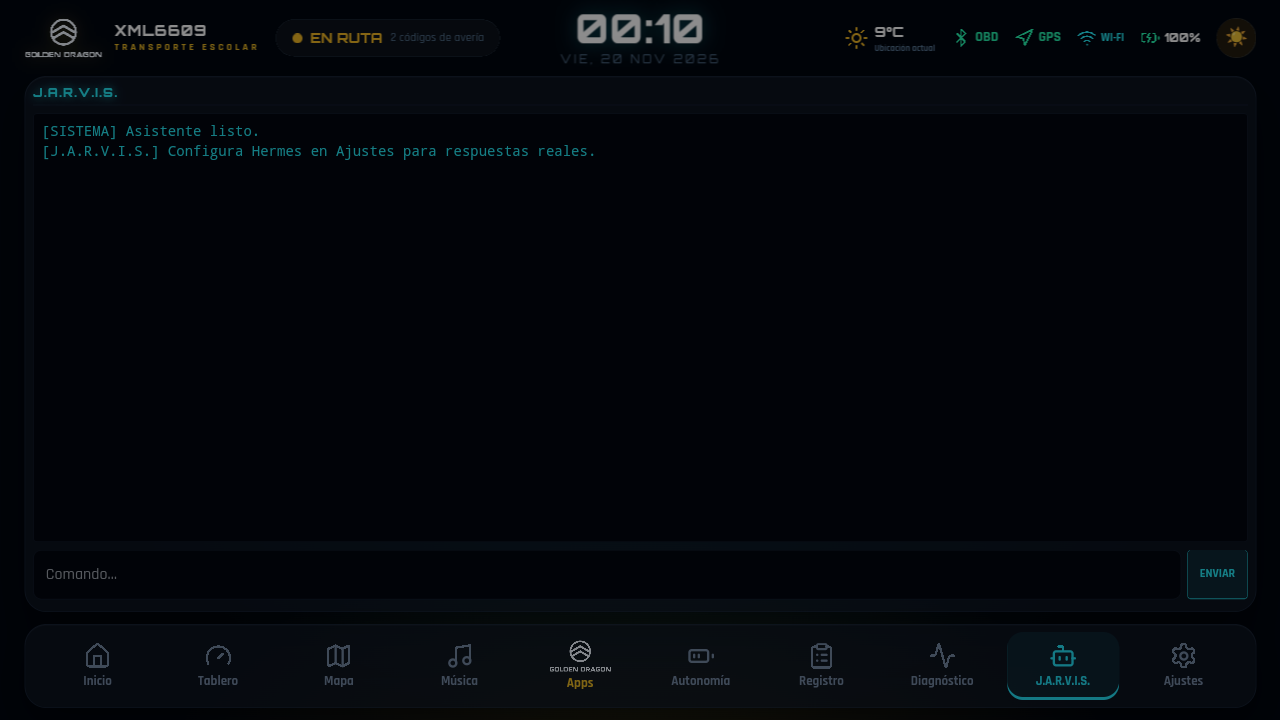 GOLDEN DRAGON
XML6609
TRANSPORTE ESCOLAR
EN RUTA 2 códigos de avería
00:10
VIE, 20 NOV 2026
9°C
Ubicacion actual
OBD
GPS
WI-FI
100%
J.A.R.V.I.S.
[SISTEMA] Asistente listo.
[J.A.R.V.I.S.] Configura Hermes en Ajustes para respuestas reales.
Comando...
ENVIAR
Inicio
Tablero
Mapa
Música
GOLDEN DRAGON
Apps
Autonomía
Registro
Diagnóstico
J.A.R.V.I.S.
Ajustes